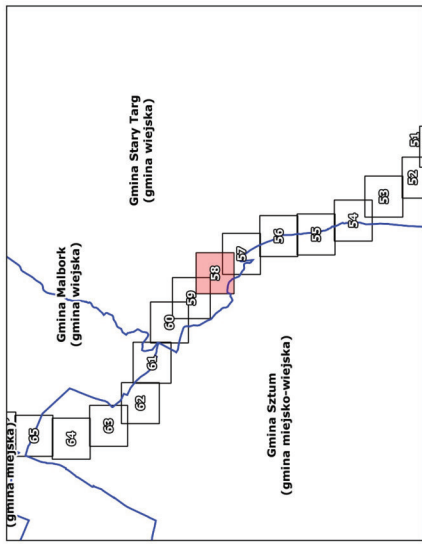 (gmina miejska)
65
Gmina Malbork
(gmina wiejska)
64
63
Gmina Stary Targ
(gmina wiejska)
62
61
60
59
58
57
Gmina Sztum
(gmina miejsko-wiejska)
56
55
54
53
52
51